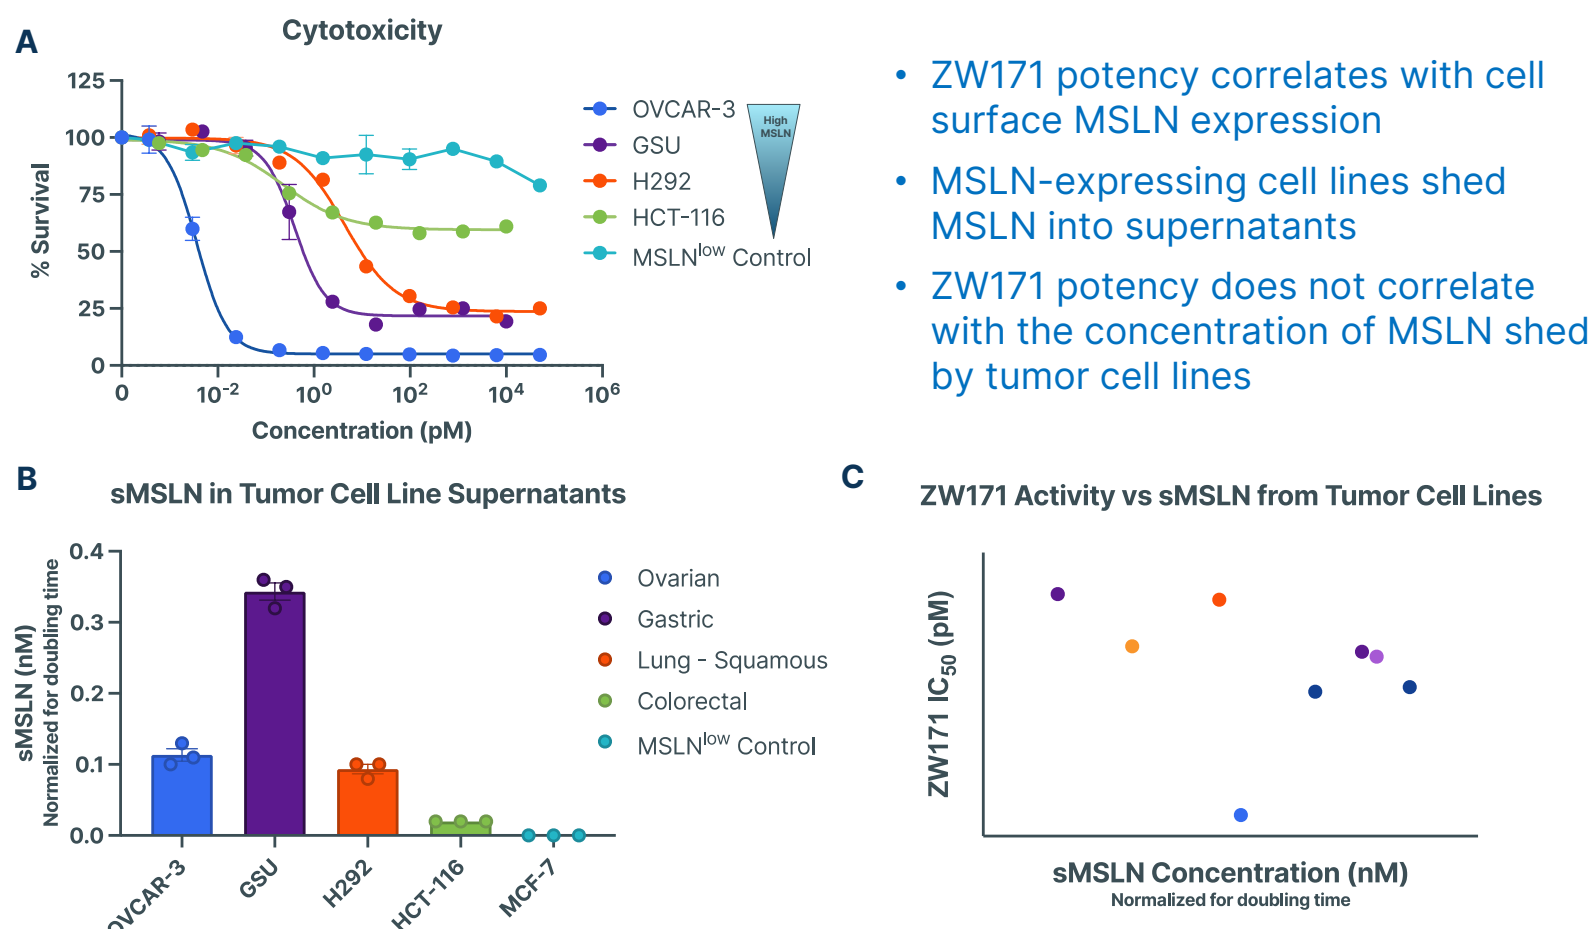 A
Cytotoxicity
125
100
75
50
25
0
% Survival
0
10⁻²
10⁰
10²
10⁴
10⁶
Concentration (pM)
OVCAR-3
GSU
H292
HCT-116
MSLNˡᵒʷ Control
High
MSLN
• ZW171 potency correlates with cell
surface MSLN expression
• MSLN-expressing cell lines shed
MSLN into supernatants
• ZW171 potency does not correlate
with the concentration of MSLN shed
by tumor cell lines
B
sMSLN in Tumor Cell Line Supernatants
0.4
0.3
0.2
0.1
0.0
sMSLN (nM)
Normalized for doubling time
OVCAR-3
GSU
H292
HCT-116
MCF-7
Ovarian
Gastric
Lung - Squamous
Colorectal
MSLNˡᵒʷ Control
C
ZW171 Activity vs sMSLN from Tumor Cell Lines
ZW171 IC₅₀ (pM)
sMSLN Concentration (nM)
Normalized for doubling time